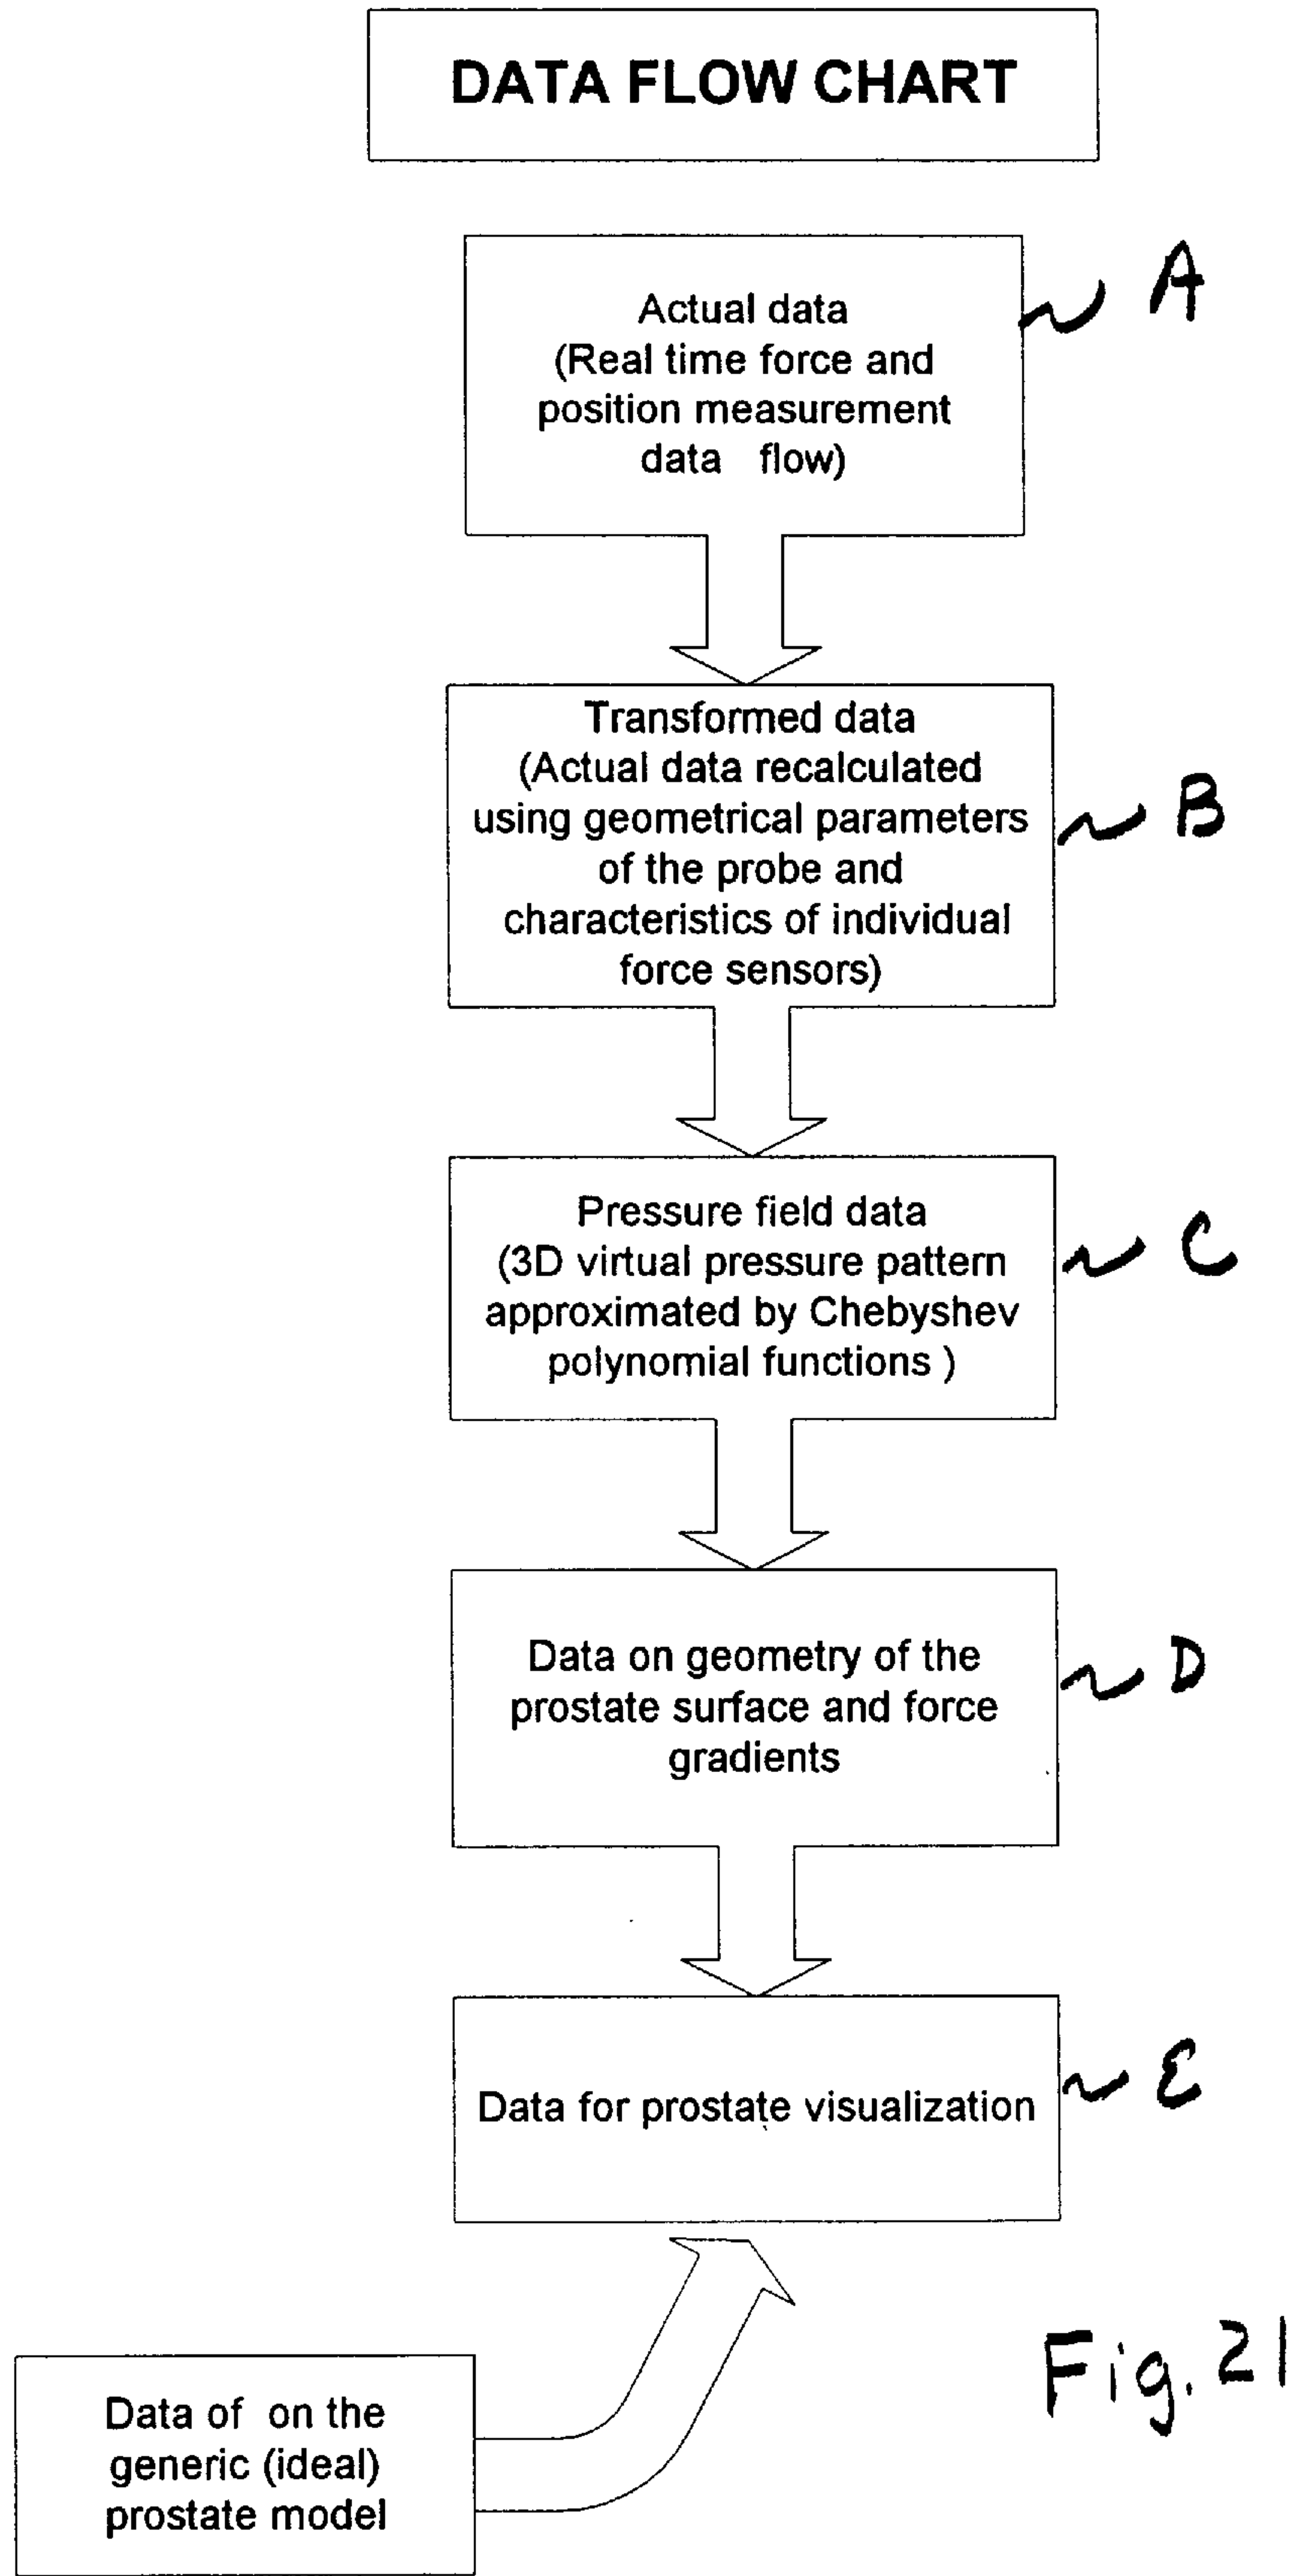 DATA FLOW CHART
Actual data
(Real time force and
position measurement
data flow)
A
Transformed data
(Actual data recalculated
using geometrical parameters
of the probe and
characteristics of individual
force sensors)
B
Pressure field data
(3D virtual pressure pattern
approximated by Chebyshev
polynomial functions )
C
Data on geometry of the
prostate surface and force
gradients
D
Data for prostate visualization
E
Data of on the
generic (ideal)
prostate model
Fig. 21